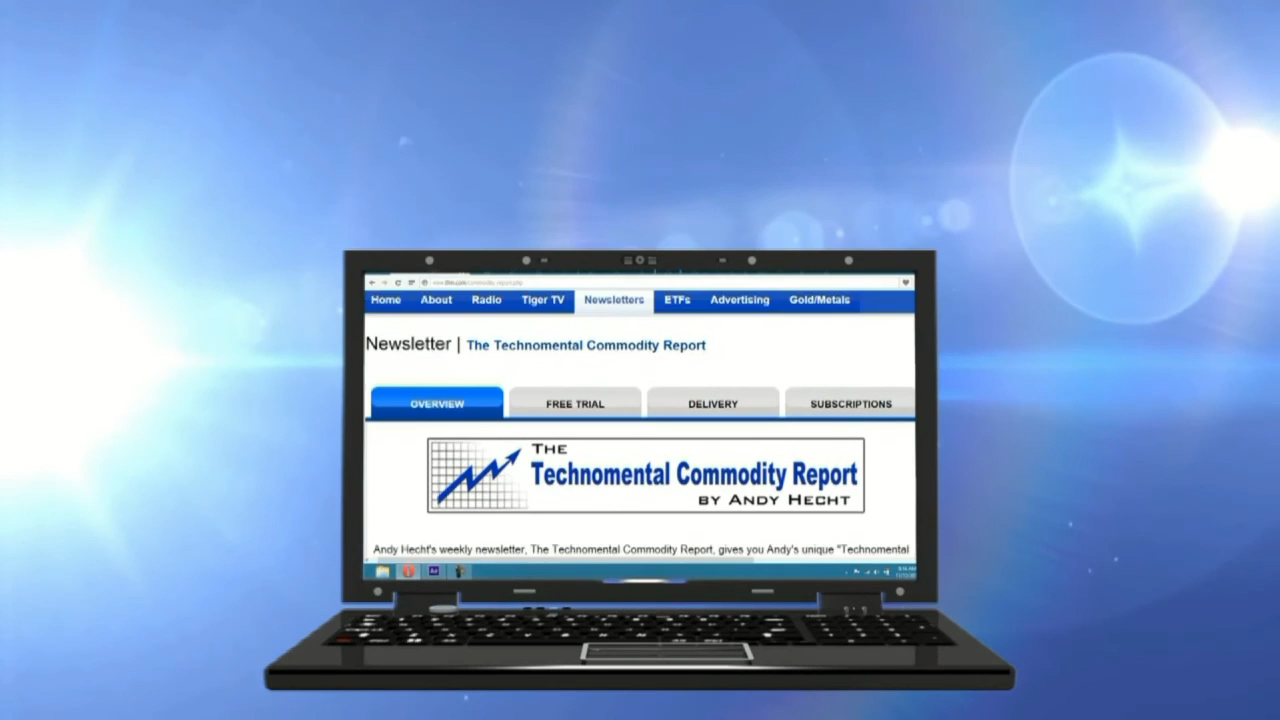 Home About Radio Tiger TV Newsletters ETFs Advertising Gold/Metals
Newsletter | The Technomental Commodity Report
OVERVIEW FREE TRIAL DELIVERY SUBSCRIPTIONS
THE
Technomental Commodity Report
BY ANDY HECHT
Andy Hecht's weekly newsletter, The Technomental Commodity Report, gives you Andy's unique "Technomental